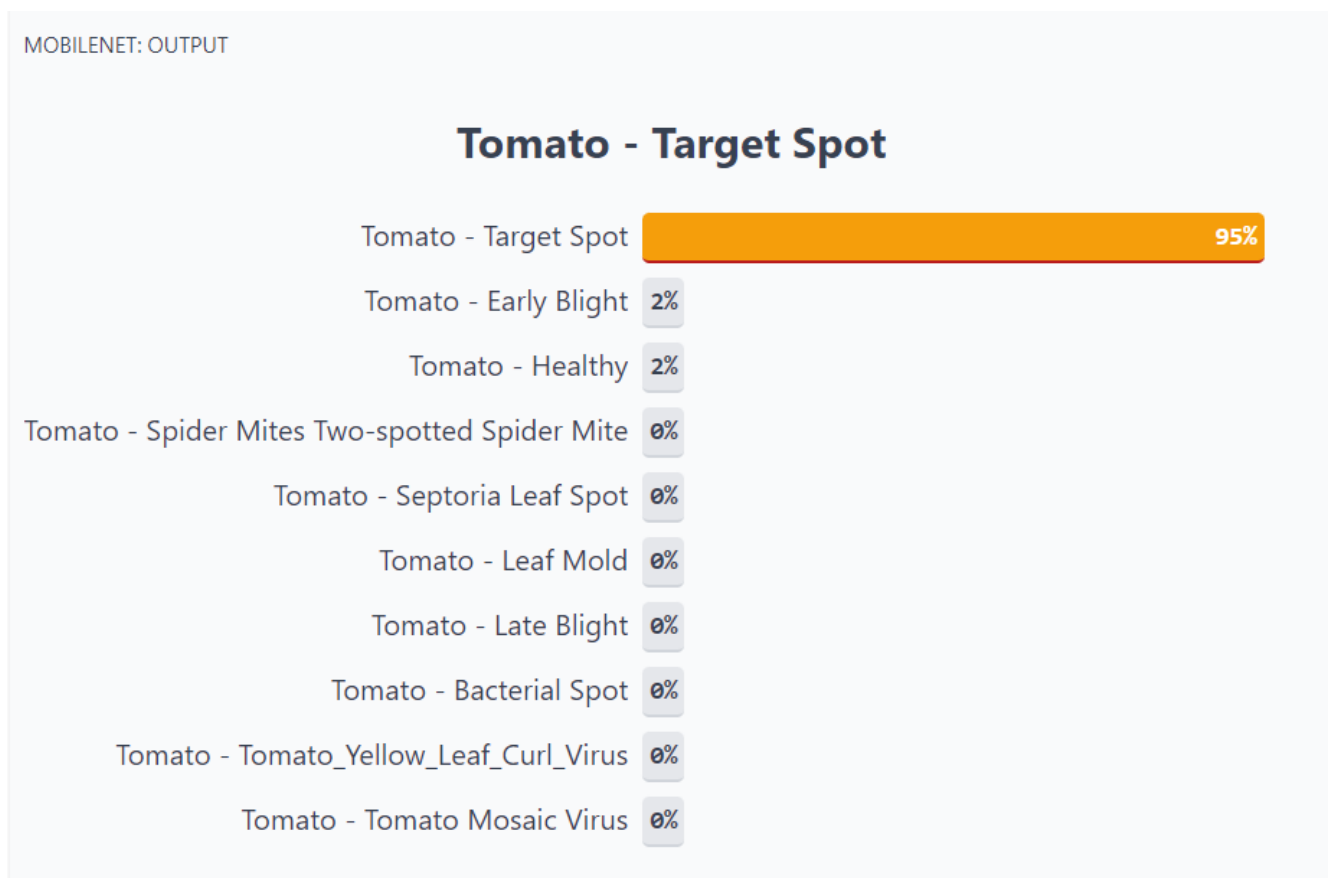 MOBILENET: OUTPUT
Tomato - Target Spot
Tomato - Target Spot 95%
Tomato - Early Blight 2%
Tomato - Healthy 2%
Tomato - Spider Mites Two-spotted Spider Mite 0%
Tomato - Septoria Leaf Spot 0%
Tomato - Leaf Mold 0%
Tomato - Late Blight 0%
Tomato - Bacterial Spot 0%
Tomato - Tomato_Yellow_Leaf_Curl_Virus 0%
Tomato - Tomato Mosaic Virus 0%